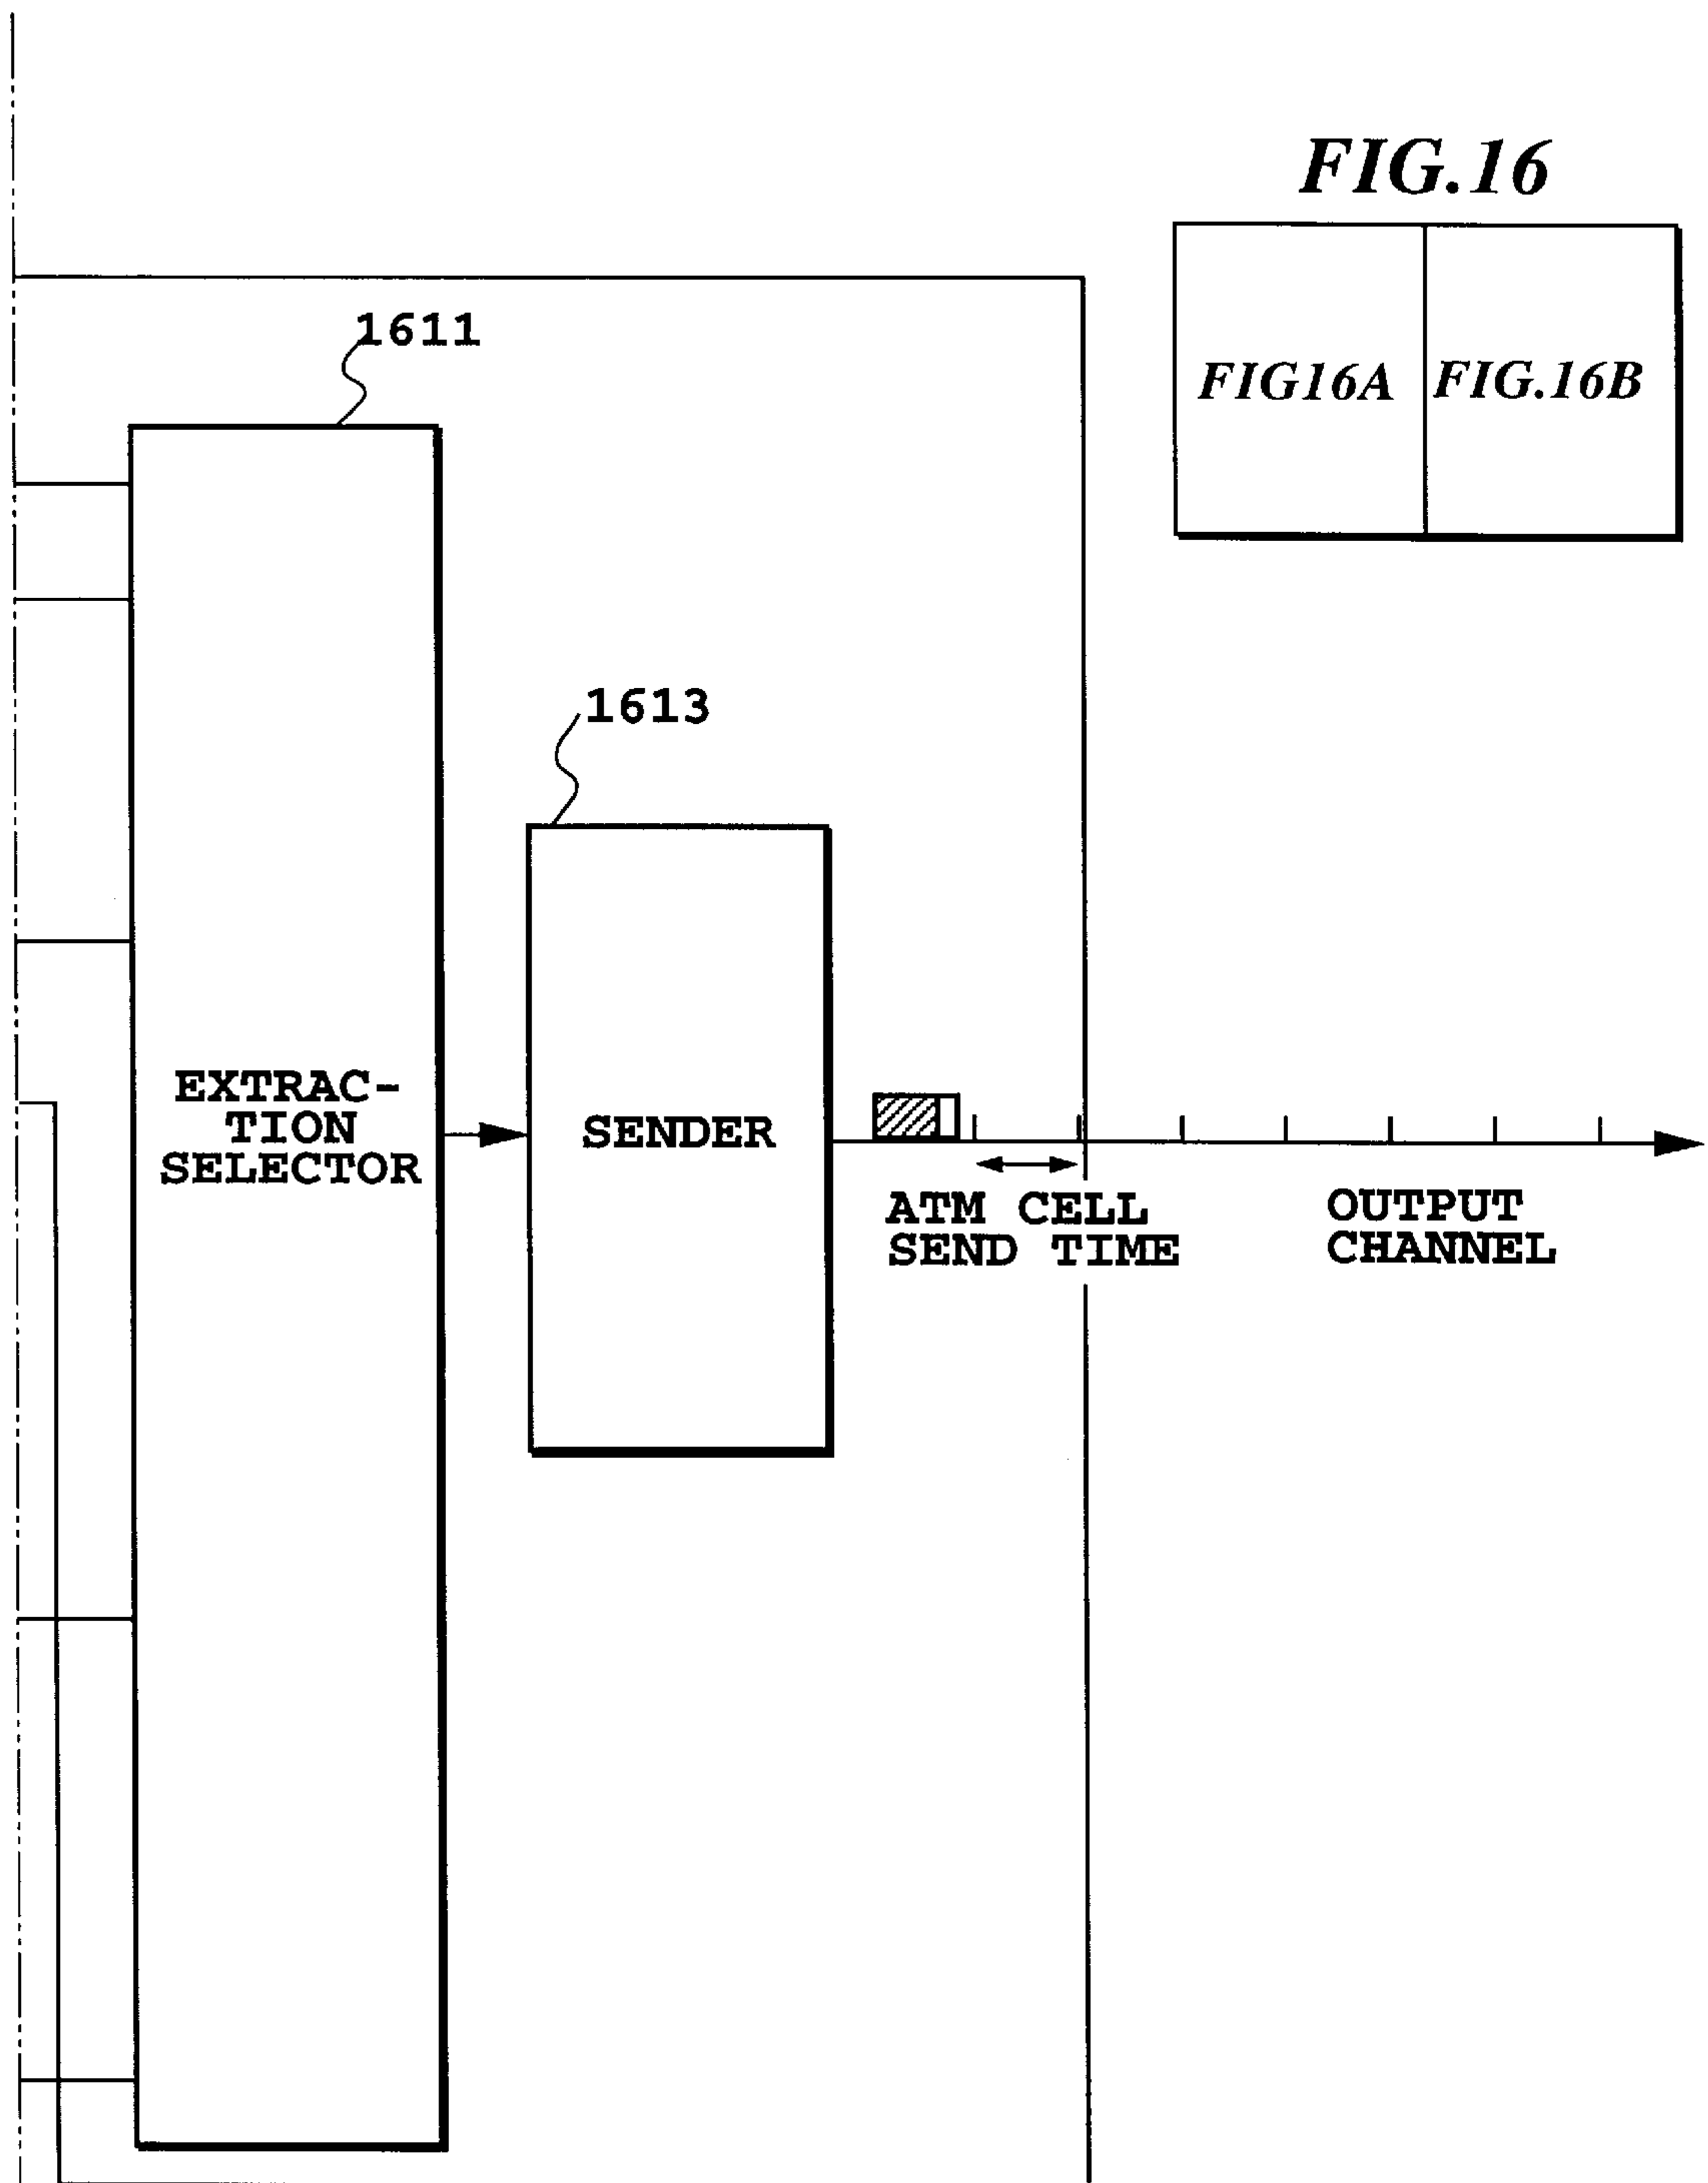 FIG.16
FIG16A
FIG.16B
1611
1613
EXTRAC-
TION
SELECTOR
SENDER
ATM CELL
SEND TIME
OUTPUT
CHANNEL